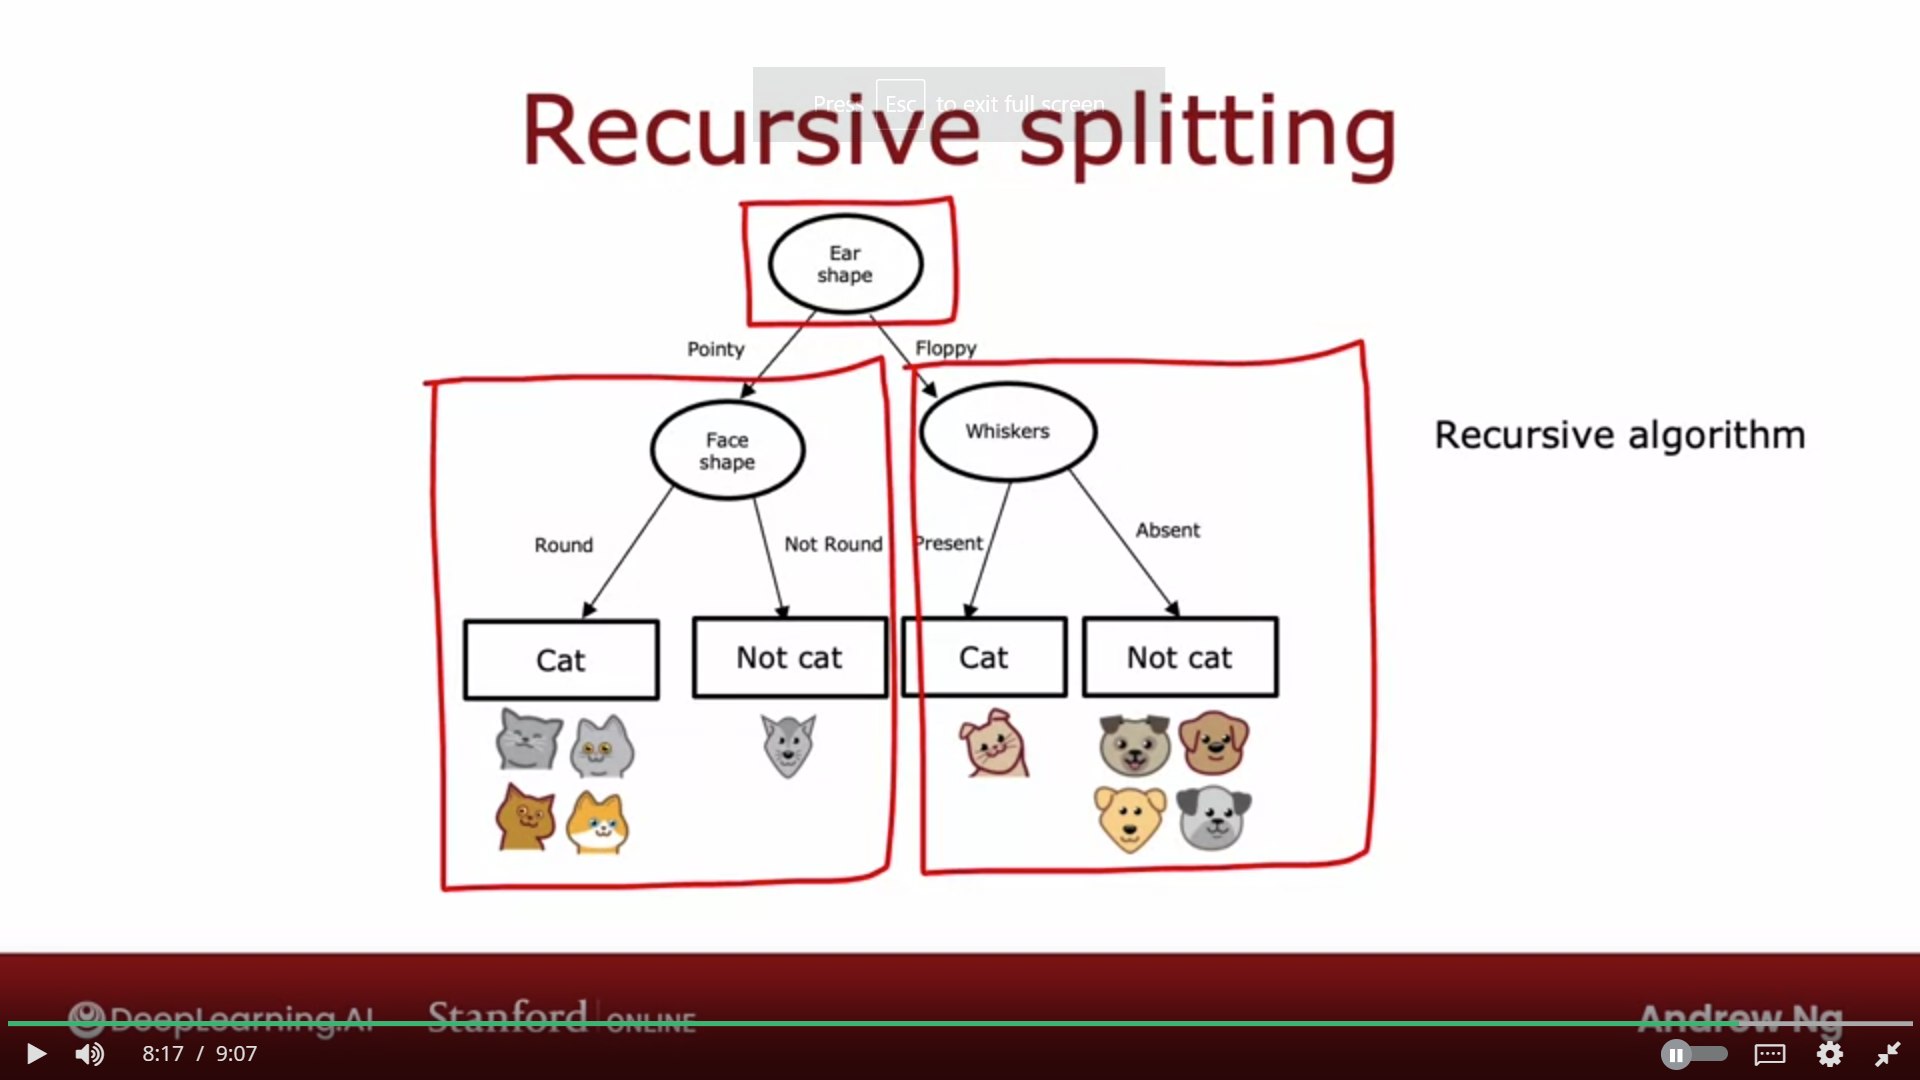 Press Esc to exit full screen
Recursive splitting
Ear
shape
Pointy
Floppy
Face
shape
Whiskers
Recursive algorithm
Round
Not Round
Present
Absent
Cat
Not cat
Cat
Not cat
DeepLearning.AI
Stanford | ONLINE
Andrew Ng
8:17 / 9:07